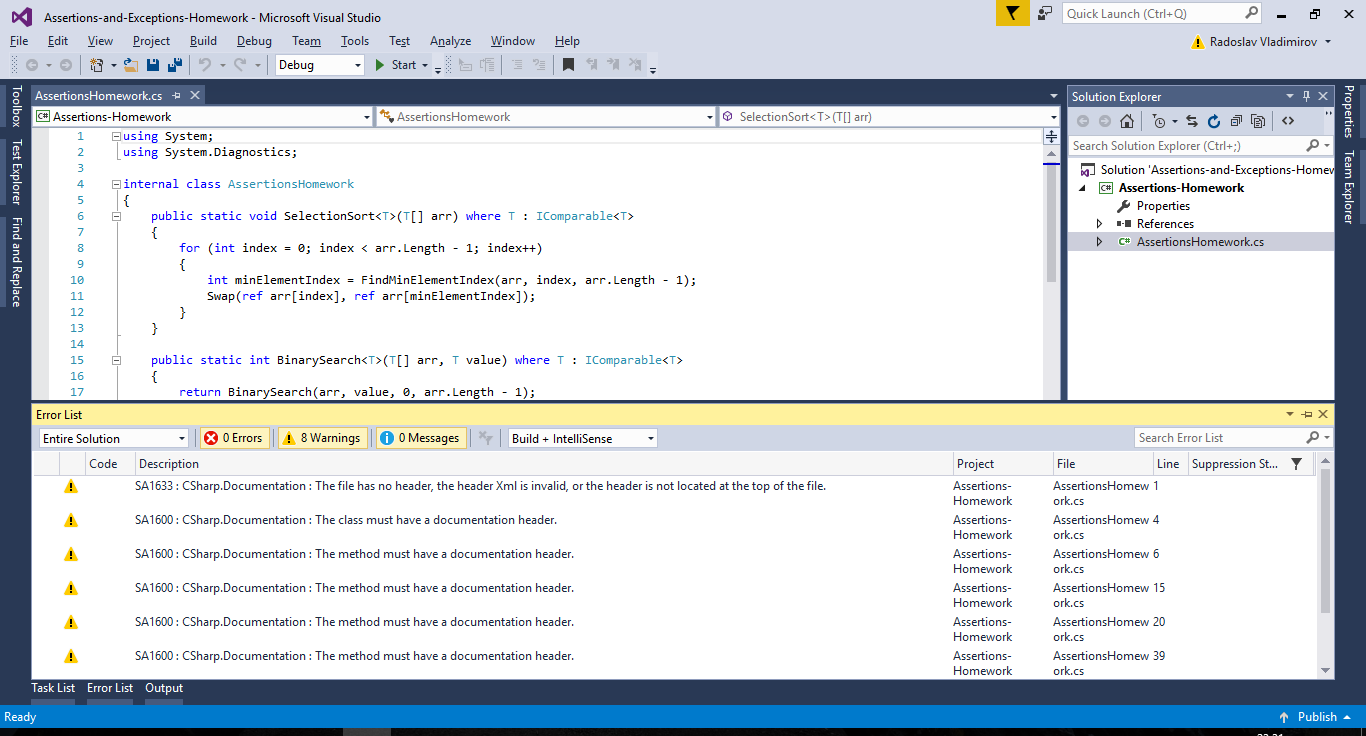 Assertions-and-Exceptions-Homework - Microsoft Visual Studio
Quick Launch (Ctrl+Q)
File Edit View Project Build Debug Team Tools Test Analyze Window Help
Radoslav Vladimirov
Debug
Start
Toolbox
Test Explorer
Find and Replace
AssertionsHomework.cs
C# Assertions-Homework
AssertionsHomework
SelectionSort<T>(T[] arr)
1 using System;
2 using System.Diagnostics;
3
4 internal class AssertionsHomework
5 {
6 public static void SelectionSort<T>(T[] arr) where T : IComparable<T>
7 {
8 for (int index = 0; index < arr.Length - 1; index++)
9 {
10 int minElementIndex = FindMinElementIndex(arr, index, arr.Length - 1);
11 Swap(ref arr[index], ref arr[minElementIndex]);
12 }
13 }
14
15 public static int BinarySearch<T>(T[] arr, T value) where T : IComparable<T>
16 {
17 return BinarySearch(arr, value, 0, arr.Length - 1);
Solution Explorer
Search Solution Explorer (Ctrl+;)
Solution 'Assertions-and-Exceptions-Homew
C# Assertions-Homework
Properties
References
C# AssertionsHomework.cs
Properties
Team Explorer
Error List
Entire Solution
0 Errors
8 Warnings
0 Messages
Build + IntelliSense
Search Error List
Code Description Project File Line Suppression St...
SA1633 : CSharp.Documentation : The file has no header, the header Xml is invalid, or the header is not located at the top of the file. Assertions- AssertionsHomew 1
Homework ork.cs
SA1600 : CSharp.Documentation : The class must have a documentation header. Assertions- AssertionsHomew 4
Homework ork.cs
SA1600 : CSharp.Documentation : The method must have a documentation header. Assertions- AssertionsHomew 6
Homework ork.cs
SA1600 : CSharp.Documentation : The method must have a documentation header. Assertions- AssertionsHomew 15
Homework ork.cs
SA1600 : CSharp.Documentation : The method must have a documentation header. Assertions- AssertionsHomew 20
Homework ork.cs
SA1600 : CSharp.Documentation : The method must have a documentation header. Assertions- AssertionsHomew 39
Homework ork.cs
Task List Error List Output
Ready
Publish